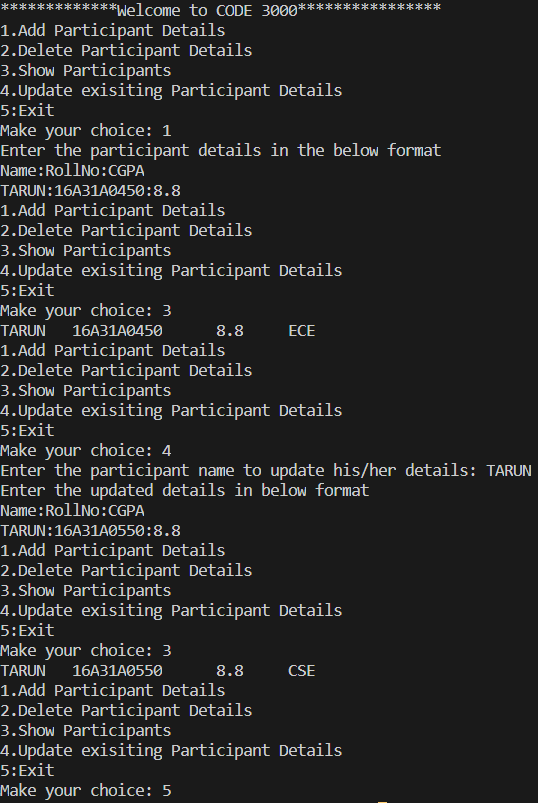 *************Welcome to CODE 3000****************
1.Add Participant Details
2.Delete Participant Details
3.Show Participants
4.Update exisiting Participant Details
5:Exit
Make your choice: 1
Enter the participant details in the below format
Name:RollNo:CGPA
TARUN:16A31A0450:8.8
1.Add Participant Details
2.Delete Participant Details
3.Show Participants
4.Update exisiting Participant Details
5:Exit
Make your choice: 3
TARUN   16A31A0450      8.8     ECE
1.Add Participant Details
2.Delete Participant Details
3.Show Participants
4.Update exisiting Participant Details
5:Exit
Make your choice: 4
Enter the participant name to update his/her details: TARUN
Enter the updated details in below format
Name:RollNo:CGPA
TARUN:16A31A0550:8.8
1.Add Participant Details
2.Delete Participant Details
3.Show Participants
4.Update exisiting Participant Details
5:Exit
Make your choice: 3
TARUN   16A31A0550      8.8     CSE
1.Add Participant Details
2.Delete Participant Details
3.Show Participants
4.Update exisiting Participant Details
5:Exit
Make your choice: 5